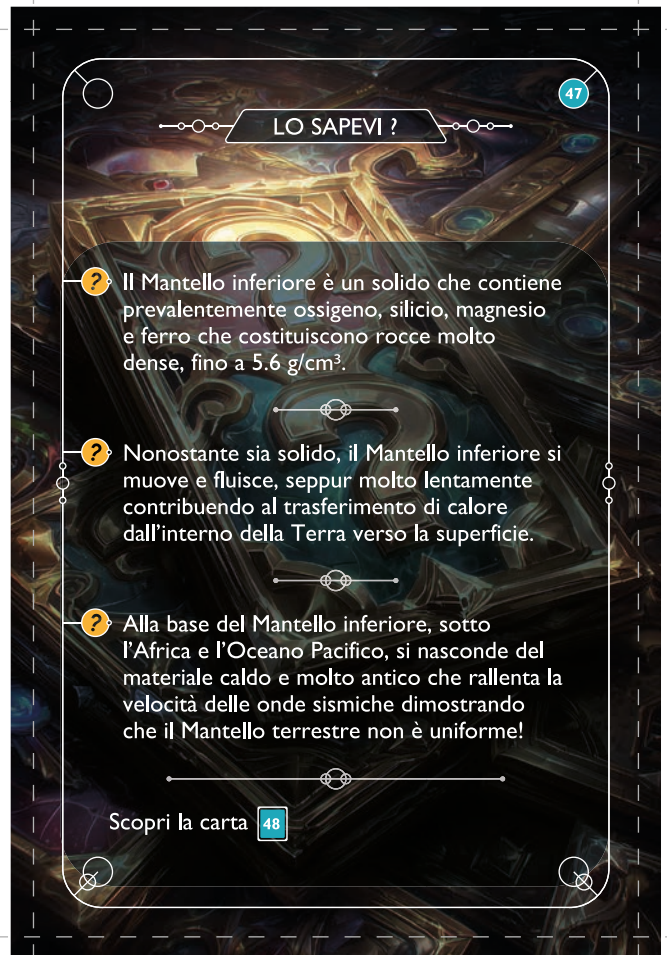 47
LO SAPEVI ?
? Il Mantello inferiore è un solido che contiene
prevalentemente ossigeno, silicio, magnesio
e ferro che costituiscono rocce molto
dense, fino a 5.6 g/cm³.
? Nonostante sia solido, il Mantello inferiore si
muove e fluisce, seppur molto lentamente
contribuendo al trasferimento di calore
dall’interno della Terra verso la superficie.
? Alla base del Mantello inferiore, sotto
l’Africa e l’Oceano Pacifico, si nasconde del
materiale caldo e molto antico che rallenta la
velocità delle onde sismiche dimostrando
che il Mantello terrestre non è uniforme!
Scopri la carta 48